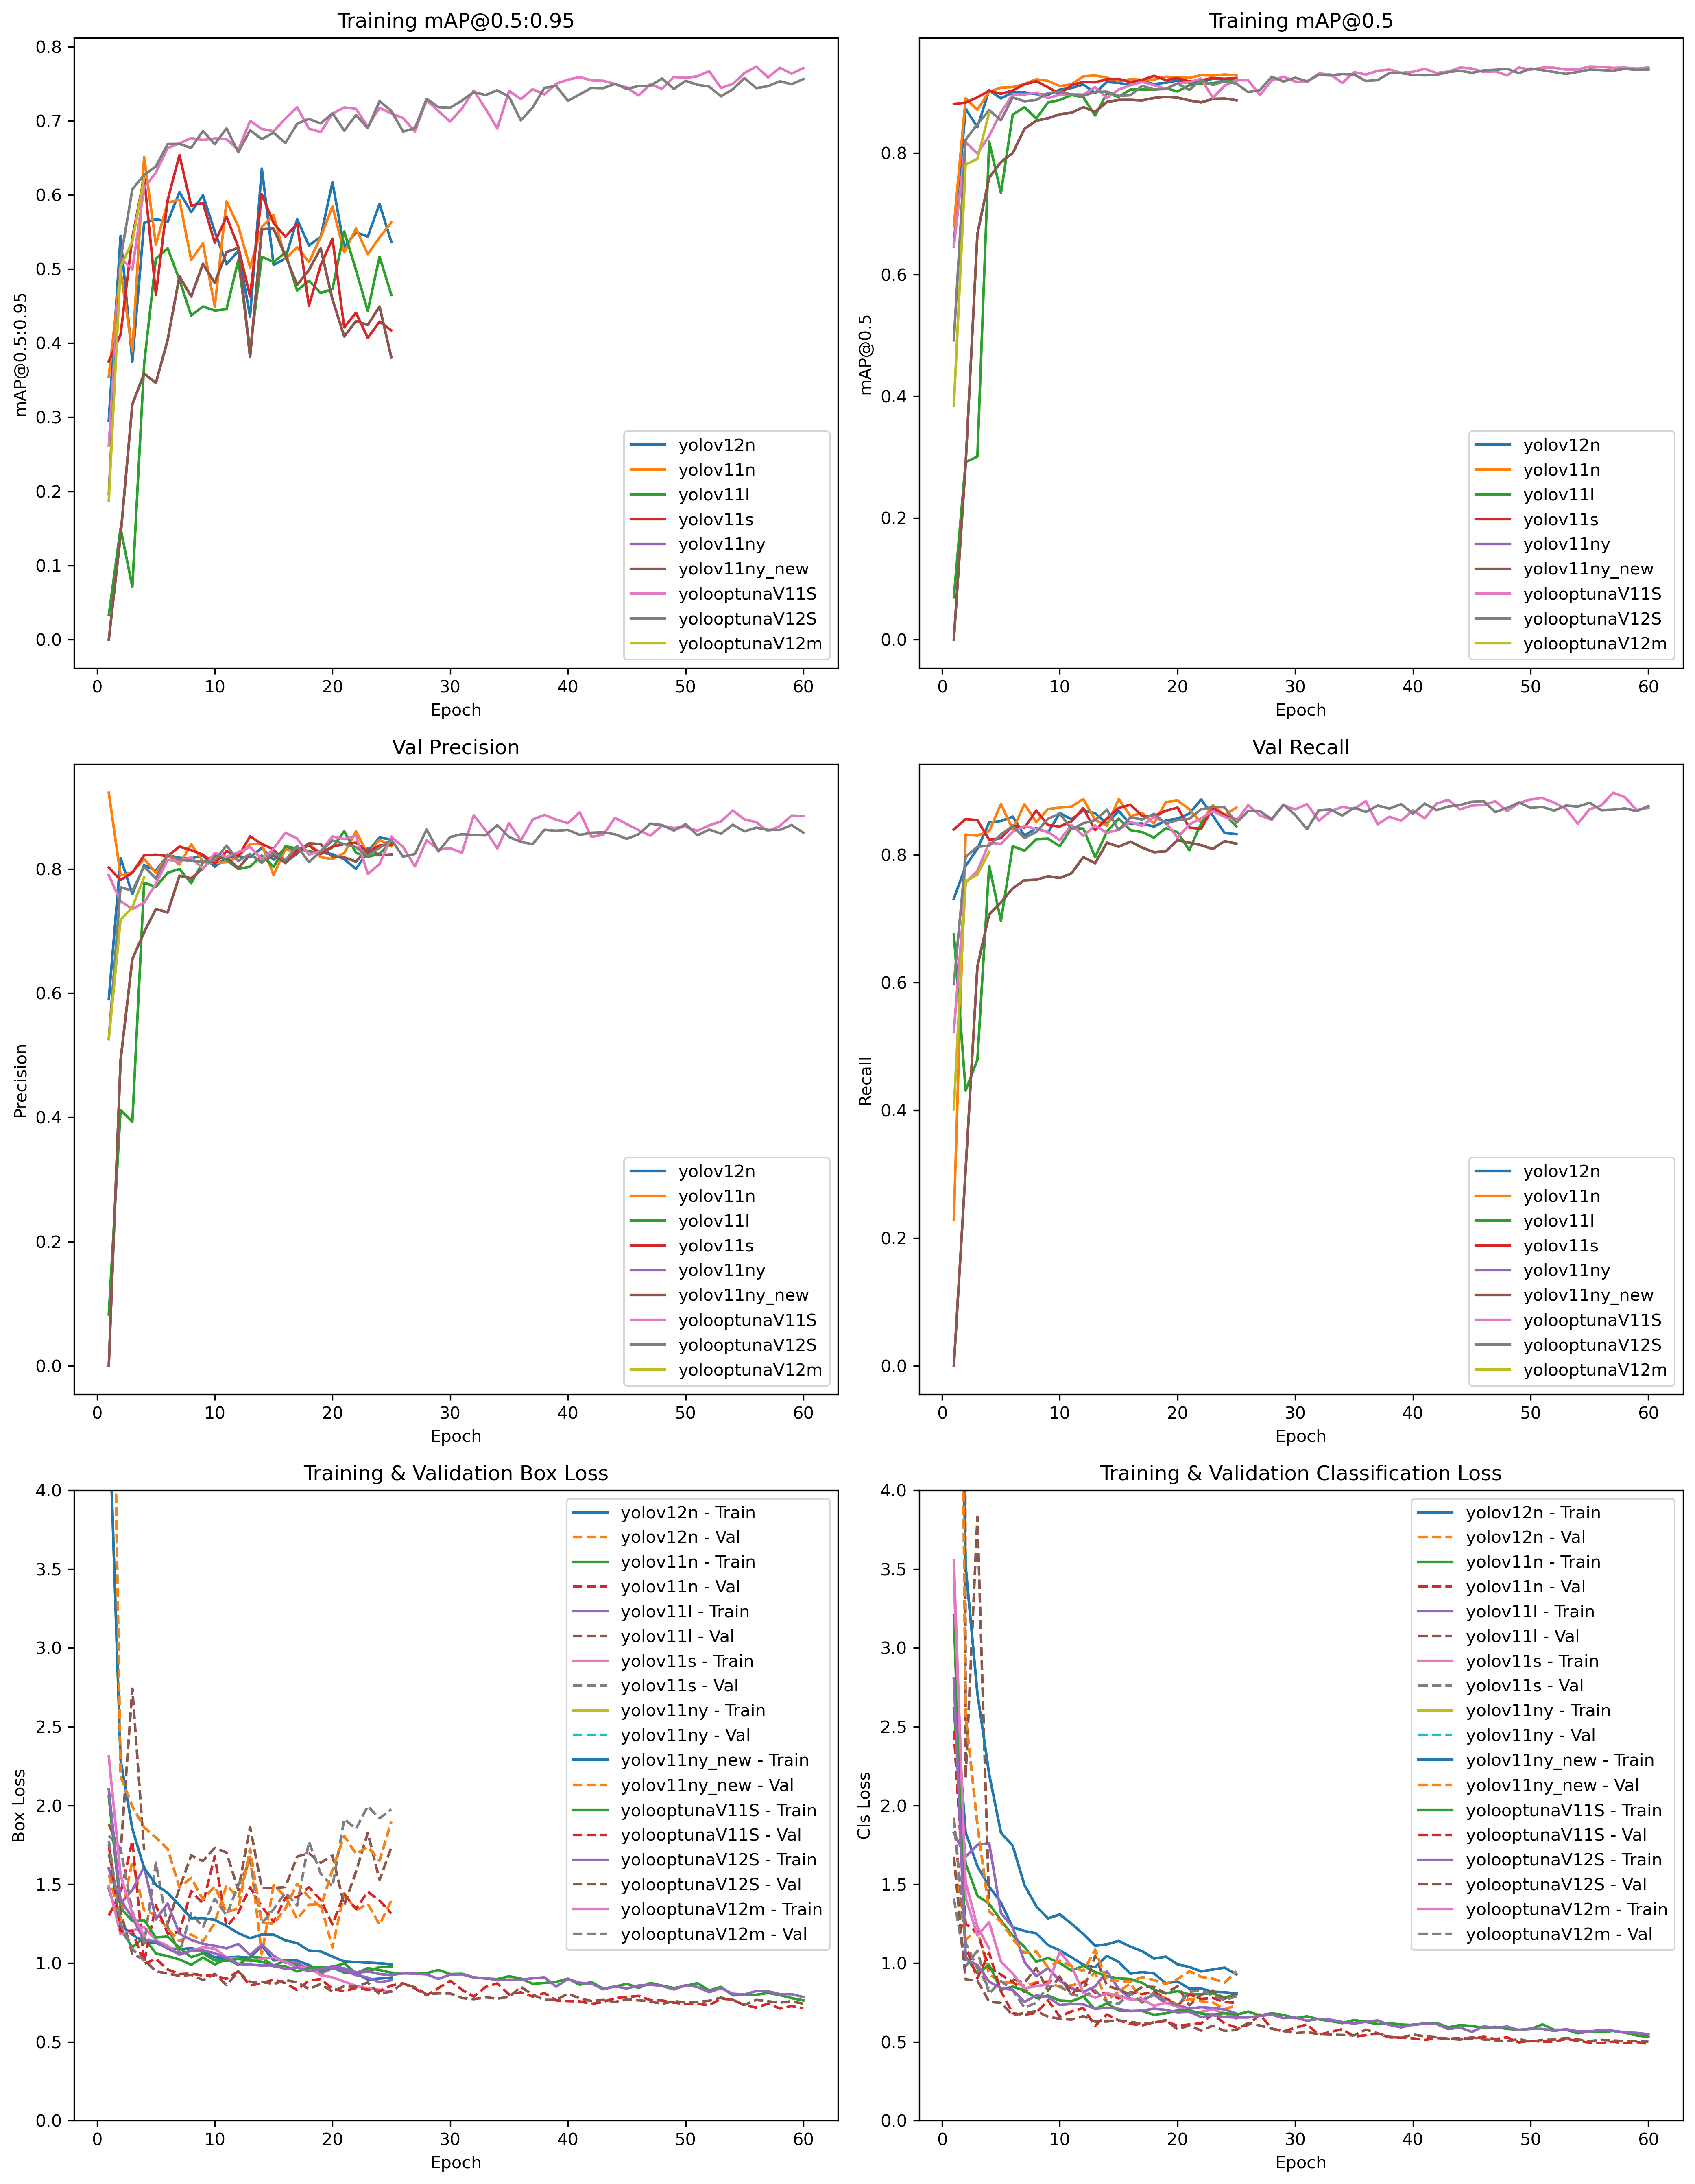 Training mAP@0.5:0.95
0.8
0.7
0.6
0.5
0.4
0.3
0.2
0.1
0.0
mAP@0.5:0.95
yolov12n
yolov11n
yolov11l
yolov11s
yolov11ny
yolov11ny_new
yolooptunaV11S
yolooptunaV12S
yolooptunaV12m
0 10 20 30 40 50 60
Epoch
Training mAP@0.5
0.8
0.6
0.4
0.2
0.0
mAP@0.5
yolov12n
yolov11n
yolov11l
yolov11s
yolov11ny
yolov11ny_new
yolooptunaV11S
yolooptunaV12S
yolooptunaV12m
0 10 20 30 40 50 60
Epoch
Val Precision
0.8
0.6
0.4
0.2
0.0
Precision
yolov12n
yolov11n
yolov11l
yolov11s
yolov11ny
yolov11ny_new
yolooptunaV11S
yolooptunaV12S
yolooptunaV12m
0 10 20 30 40 50 60
Epoch
Val Recall
0.8
0.6
0.4
0.2
0.0
Recall
yolov12n
yolov11n
yolov11l
yolov11s
yolov11ny
yolov11ny_new
yolooptunaV11S
yolooptunaV12S
yolooptunaV12m
0 10 20 30 40 50 60
Epoch
Training & Validation Box Loss
4.0
3.5
3.0
2.5
2.0
1.5
1.0
0.5
0.0
Box Loss
yolov12n - Train
yolov12n - Val
yolov11n - Train
yolov11n - Val
yolov11l - Train
yolov11l - Val
yolov11s - Train
yolov11s - Val
yolov11ny - Train
yolov11ny - Val
yolov11ny_new - Train
yolov11ny_new - Val
yolooptunaV11S - Train
yolooptunaV11S - Val
yolooptunaV12S - Train
yolooptunaV12S - Val
yolooptunaV12m - Train
yolooptunaV12m - Val
0 10 20 30 40 50 60
Epoch
Training & Validation Classification Loss
4.0
3.5
3.0
2.5
2.0
1.5
1.0
0.5
0.0
Cls Loss
yolov12n - Train
yolov12n - Val
yolov11n - Train
yolov11n - Val
yolov11l - Train
yolov11l - Val
yolov11s - Train
yolov11s - Val
yolov11ny - Train
yolov11ny - Val
yolov11ny_new - Train
yolov11ny_new - Val
yolooptunaV11S - Train
yolooptunaV11S - Val
yolooptunaV12S - Train
yolooptunaV12S - Val
yolooptunaV12m - Train
yolooptunaV12m - Val
0 10 20 30 40 50 60
Epoch